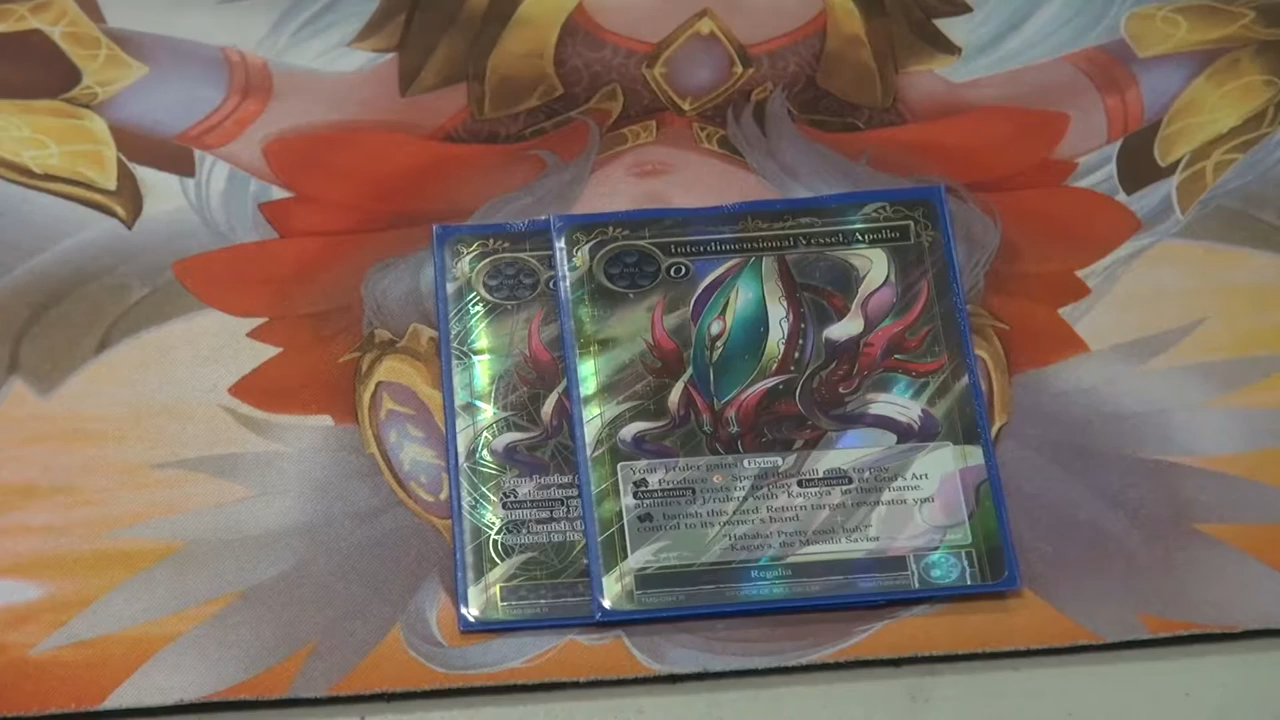 Interdimensional Vessel, Apollo
0
Your J-ruler gains Flying.
: Produce . Spend this will only to pay
Awakening costs or to play Judgment or God's Art
abilities of J/rulers with "Kaguya" in their name.
, banish this card: Return target resonator you
control to its owner's hand.
"Hahaha! Pretty cool, huh?"
—Kaguya, the Moonlit Savior
Regalia
Your J-ruler
: Produce
Awakening
abilities of J/
, banish th
control to its